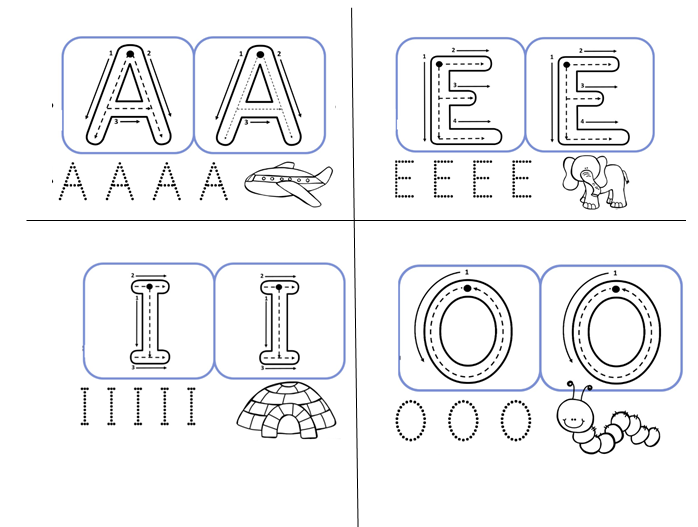 A A
A A A A
E E
E E E E
I I
I I I I I
O O
O O O